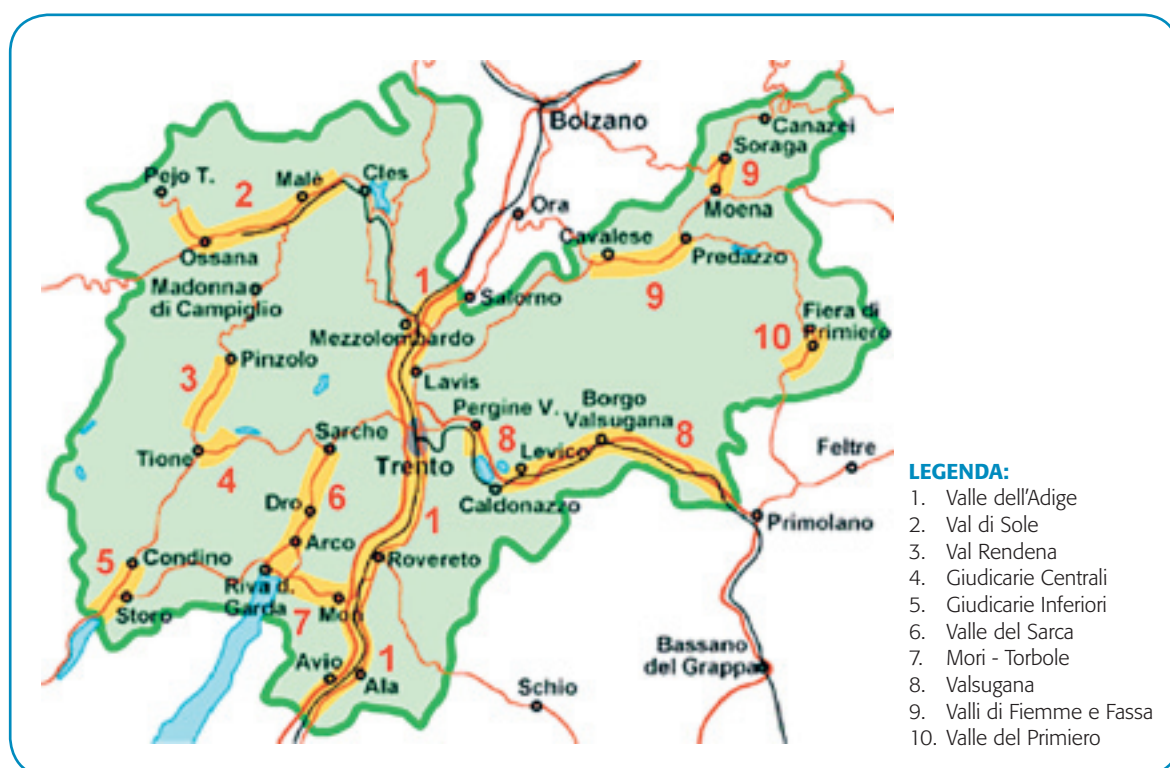 Bolzano
Canazei
Soraga
9
Moena
Pejo T.
2
Malè
Cles
Ora
Cavalese
Predazzo
Ossana
Madonna
di Campiglio
1
Salorno
9
Mezzolombardo
Fiera di
Primiero
10
Pinzolo
3
Lavis
Pergine V.
Borgo
Valsugana
8
8
Sarche
Trento
Levico
Feltre
Tione
4
6
Caldonazzo
Dro
1
Primolano
Arco
Rovereto
5
Condino
Riva d.
Garda
Storo
Mori
7
Avio
1
Ala
Bassano
del Grappa
Schio
LEGENDA:
1. Valle dell'Adige
2. Val di Sole
3. Val Rendena
4. Giudicarie Centrali
5. Giudicarie Inferiori
6. Valle del Sarca
7. Mori - Torbole
8. Valsugana
9. Valli di Fiemme e Fassa
10. Valle del Primiero